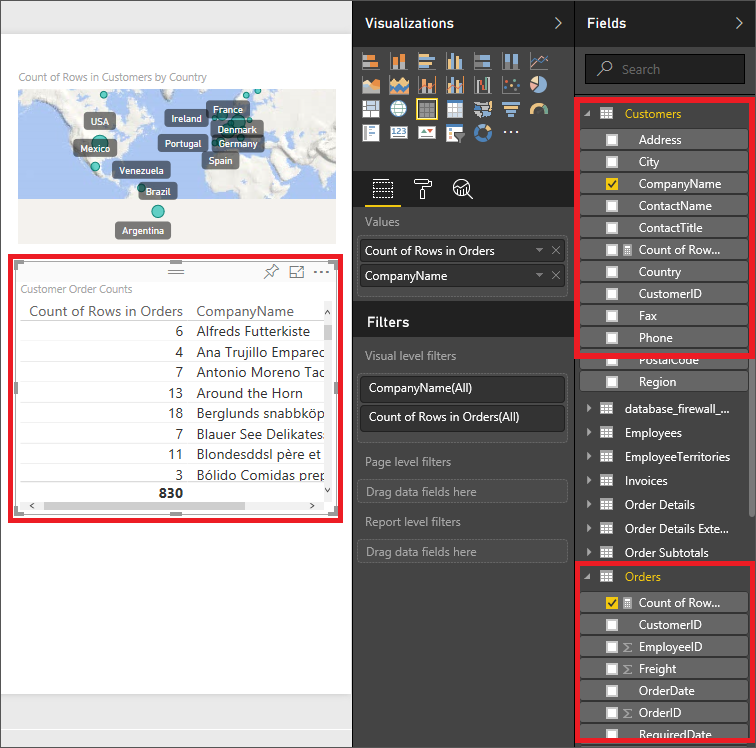 Count of Rows in Customers by Country
USA
Mexico
Ireland
France
Denmark
Portugal
Germany
Spain
Venezuela
Brazil
Argentina
Customer Order Counts
Count of Rows in Orders CompanyName
6 Alfreds Futterkiste
4 Ana Trujillo Empared
7 Antonio Moreno Tac
13 Around the Horn
18 Berglunds snabbköp
7 Blauer See Delikates
11 Blondesddsl père et
3 Bólido Comidas prep
830
Visualizations
123
Values
Count of Rows in Orders
CompanyName
Filters
Visual level filters
CompanyName(All)
Count of Rows in Orders(All)
Page level filters
Drag data fields here
Report level filters
Drag data fields here
Fields
Search
Customers
Address
City
CompanyName
ContactName
ContactTitle
Count of Row...
Country
CustomerID
Fax
Phone
PostalCode
Region
database_firewall_...
Employees
EmployeeTerritories
Invoices
Order Details
Order Details Exte...
Order Subtotals
Orders
Count of Row...
CustomerID
EmployeeID
Freight
OrderDate
OrderID
RequiredDate